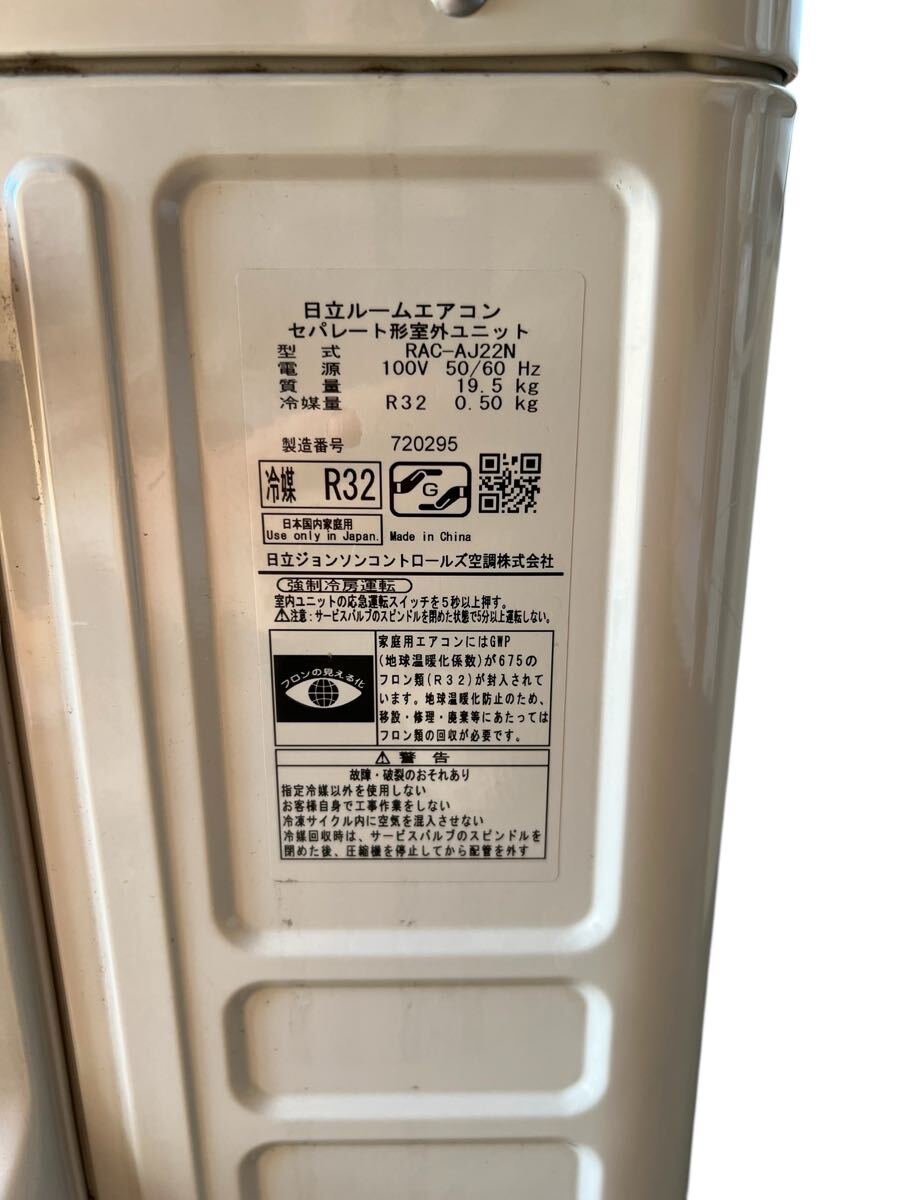 日立ルームエアコン
セパレート形室外ユニット
型式 RAC-AJ22N
電源 100V 50/60 Hz
質量 19.5 kg
冷媒量 R32 0.50 kg
製造番号 720295
冷媒 R32
G
日本国内家庭用
Use only in Japan.
Made in China
日立ジョンソンコントロールズ空調株式会社
強制冷房運転
室内ユニットの応急運転スイッチを5秒以上押す。
⚠注意:サービスバルブのスピンドルを閉めた状態で5分以上運転しない。
フロンの見える化
家庭用エアコンにはGWP
(地球温暖化係数)が675の
フロン類(R32)が封入されて
います。地球温暖化防止のため、
移設・修理・廃棄等にあたっては
フロン類の回収が必要です。
⚠警告
故障・破裂のおそれあり
指定冷媒以外を使用しない
お客様自身で工事作業をしない
冷凍サイクル内に空気を混入させない
冷媒回収時は、サービスバルブのスピンドルを
閉めた後、圧縮機を停止してから配管を外す